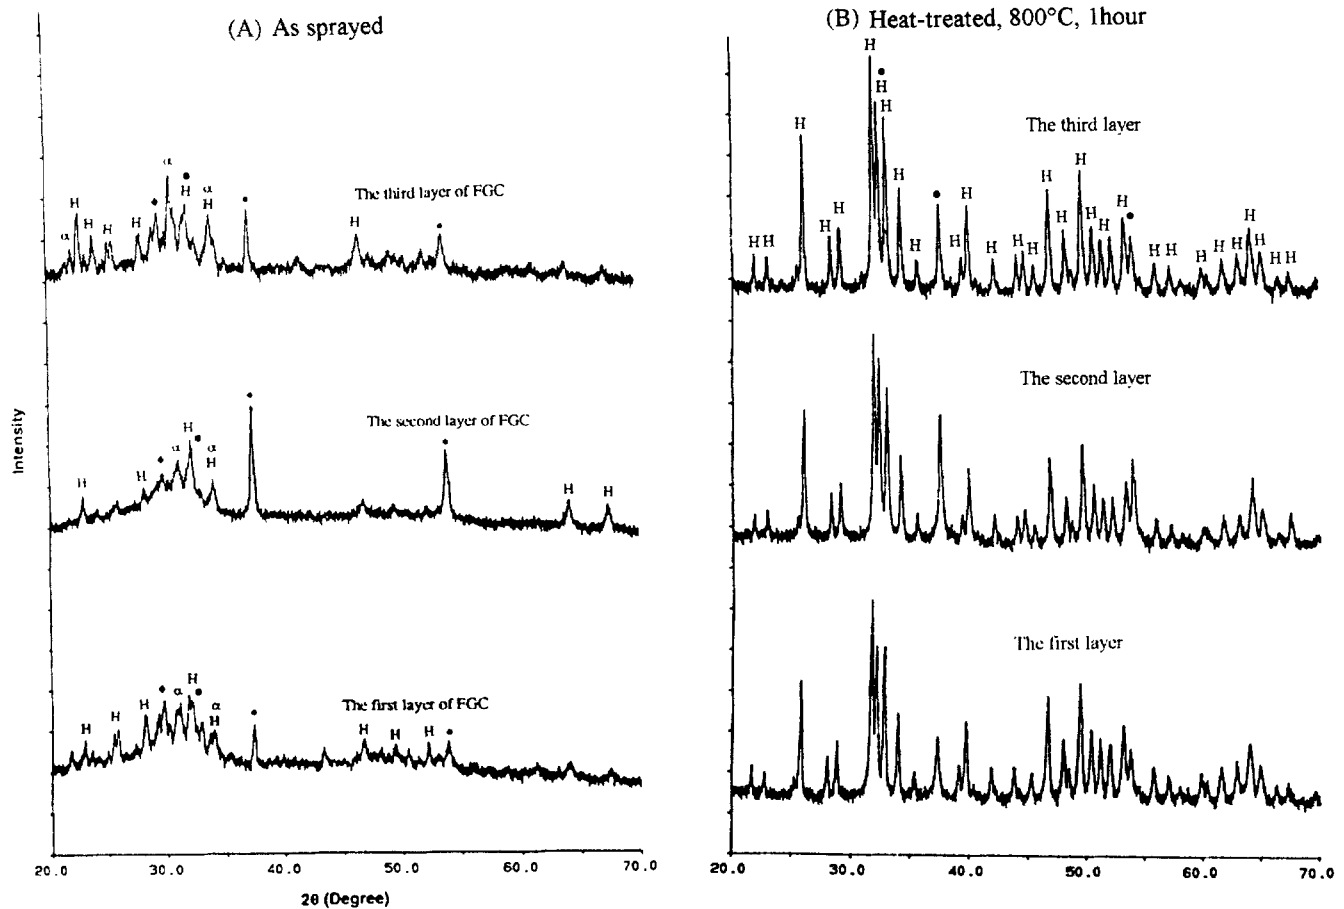 (A) As sprayed
(B) Heat-treated, 800°C, 1hour
α H H H H ♦ α • H α H • H •
The third layer of FGC
H H ♦ α H • α H • • H H
The second layer of FGC
H H H ♦ α H • α H • H H H •
The first layer of FGC
Intensity
20.0 30.0 40.0 50.0 60.0 70.0
2θ (Degree)
H H H H H H • H H H H • H H H H H H H H H H H H • H H H H H H H H H
The third layer
The second layer
The first layer
20.0 30.0 40.0 50.0 60.0 70.0